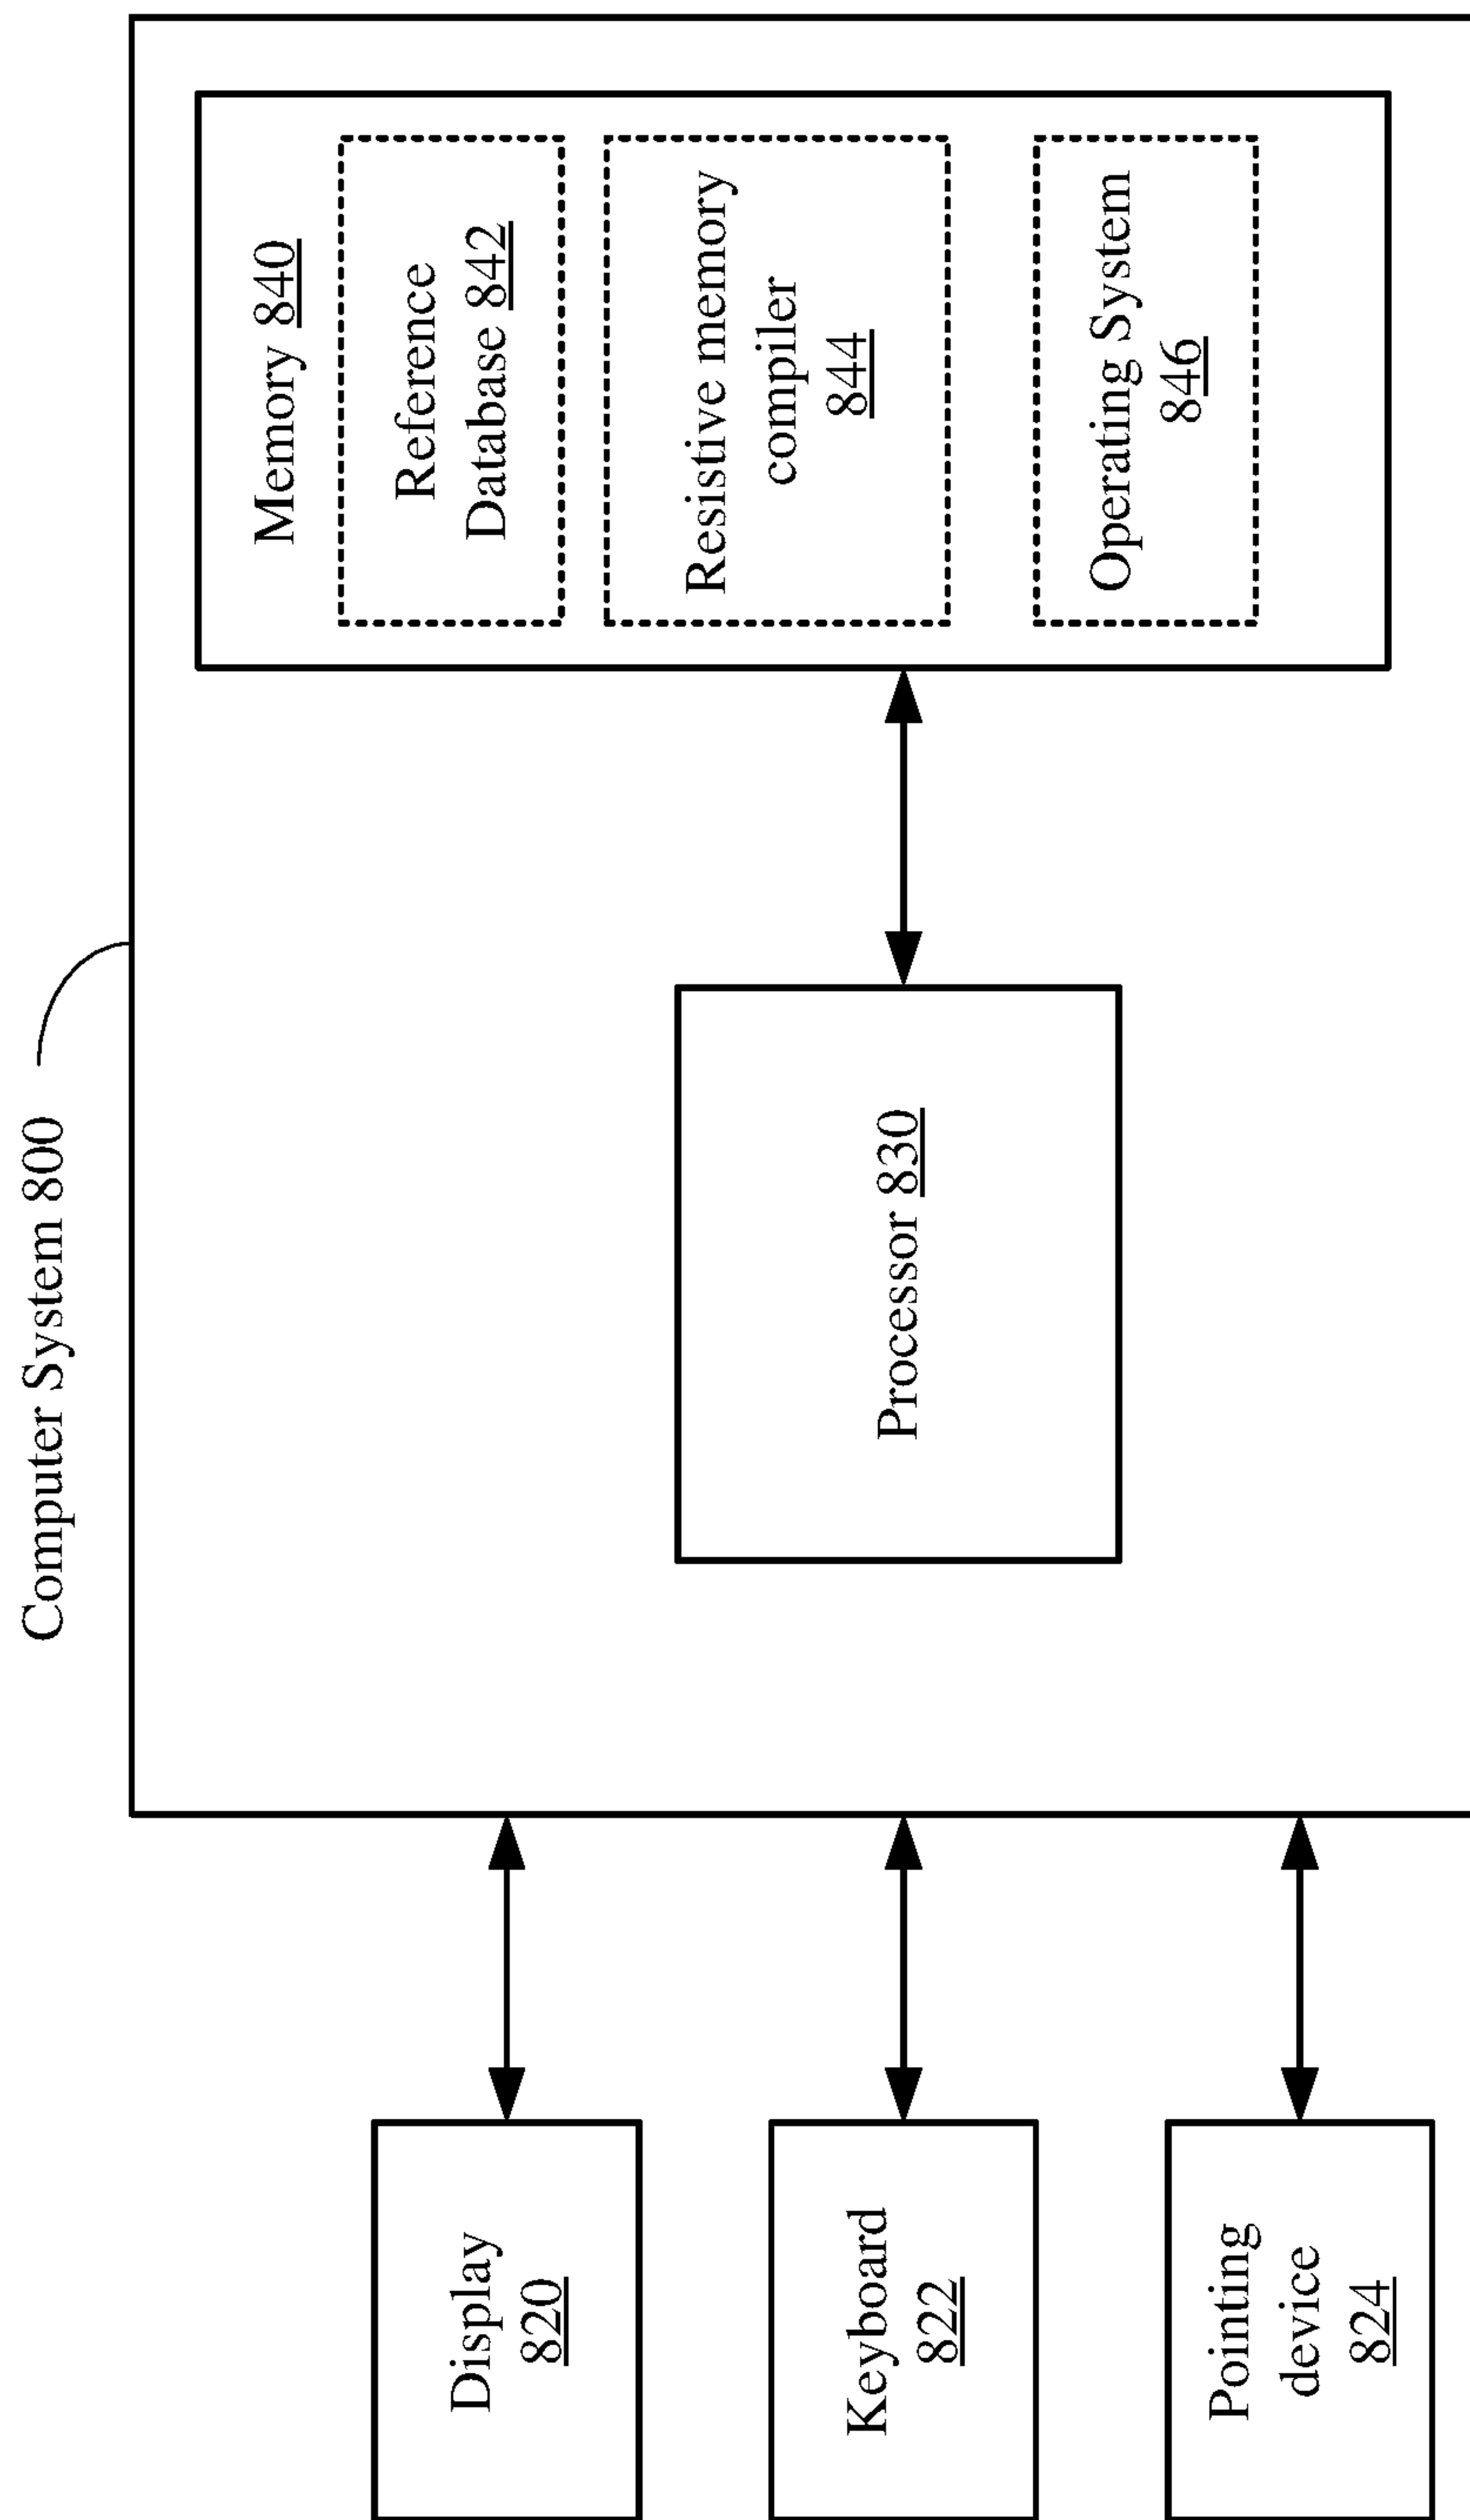 Computer System 800
Display
820
Keyboard
822
Pointing
device
824
Processor 830
Memory 840
Reference
Database 842
Resistive memory
compiler
844
Operating System
846